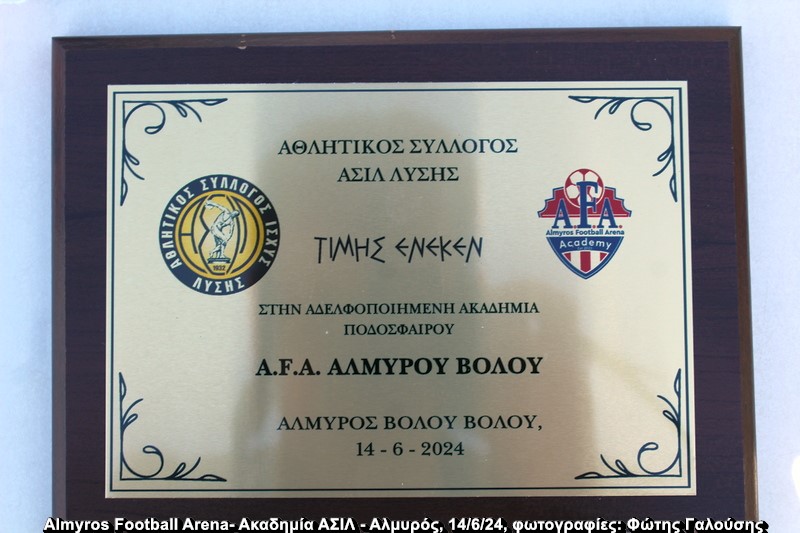 ΑΘΛΗΤΙΚΟΣ ΣΥΛΛΟΓΟΣ
ΑΣΙΛ ΛΥΣΗΣ
ΑΘΛΗΤΙΚΟΣ ΣΥΛΛΟΓΟΣ ΙΣΧΥΣ
1932
ΛΥΣΗΣ
ΤΙΜΗΣ ΕΝΕΚΕΝ
A.F.A.
Almyros Football Arena
Academy
ΣΤΗΝ ΑΔΕΛΦΟΠΟΙΗΜΕΝΗ ΑΚΑΔΗΜΙΑ
ΠΟΔΟΣΦΑΙΡΟΥ
A.F.A. ΑΛΜΥΡΟΥ ΒΟΛΟΥ
ΑΛΜΥΡΟΣ ΒΟΛΟΥ ΒΟΛΟΥ,
14 - 6 - 2024
Almyros Football Arena- Ακαδημία ΑΣΙΛ - Αλμυρός, 14/6/24, φωτογραφίες: Φώτης Γαλούσης